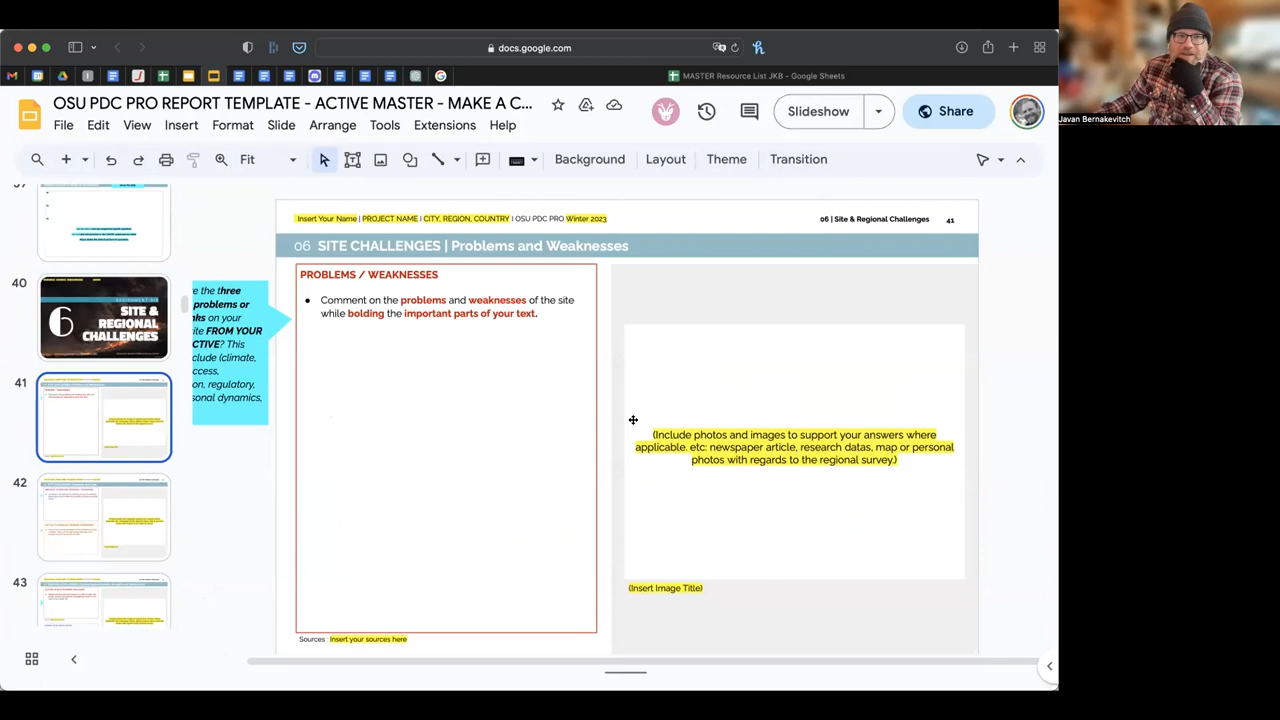 docs.google.com
MASTER Resource List JKB - Google Sheets
Javan Bernakevitch
OSU PDC PRO REPORT TEMPLATE - ACTIVE MASTER - MAKE A C...
File Edit View Insert Format Slide Arrange Tools Extensions Help
Slideshow
Share
Fit
Background Layout Theme Transition
40
6
SITE &
REGIONAL
CHALLENGES
41
42
43
e the three
problems or
nks on your
ite FROM YOUR
CTIVE? This
clude (climate,
ccess,
on, regulatory,
sonal dynamics,
Insert Your Name | PROJECT NAME I CITY, REGION, COUNTRY I OSU PDC PRO Winter 2023
06 | Site & Regional Challenges 41
06 SITE CHALLENGES | Problems and Weaknesses
PROBLEMS / WEAKNESSES
● Comment on the problems and weaknesses of the site
while bolding the important parts of your text.
(Include photos and images to support your answers where
applicable. etc: newspaper article, research datas, map or personal
photos with regards to the regional survey.)
(Insert Image Title)
Sources : Insert your sources here